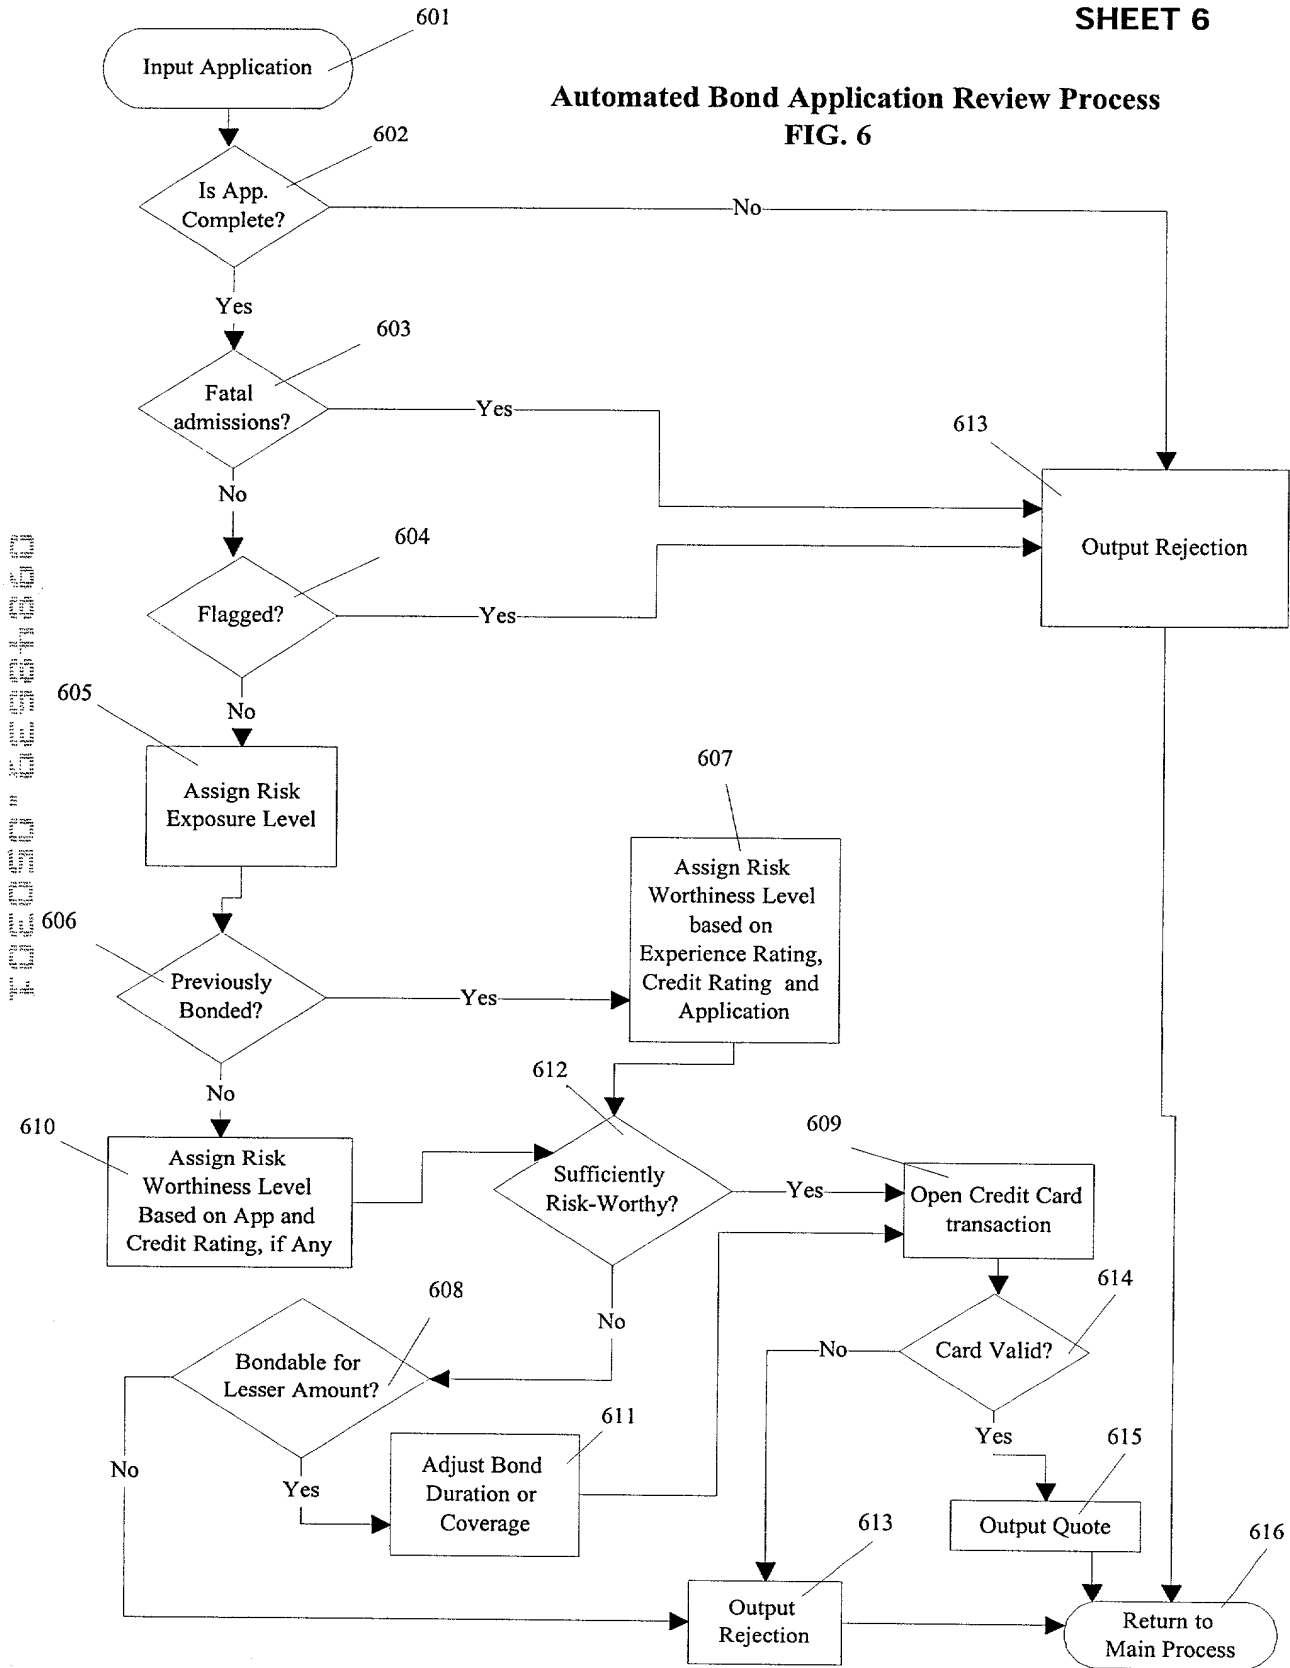 SHEET 6
601
Input Application
Automated Bond Application Review Process
FIG. 6
602
Is App.
Complete?
No
Yes
603
Fatal
admissions?
Yes
613
No
Output Rejection
604
Flagged?
Yes
605
No
607
Assign Risk
Exposure Level
Assign Risk
Worthiness Level
based on
Experience Rating,
Credit Rating and
Application
606
Previously
Bonded?
Yes
No
612
609
610
Assign Risk
Worthiness Level
Based on App and
Credit Rating, if Any
Sufficiently
Risk-Worthy?
Yes
Open Credit Card
transaction
608
No
614
Bondable for
Lesser Amount?
No
Card Valid?
611
Yes
615
No
Yes
Adjust Bond
Duration or
Coverage
Output Quote
613
616
Output
Rejection
Return to
Main Process